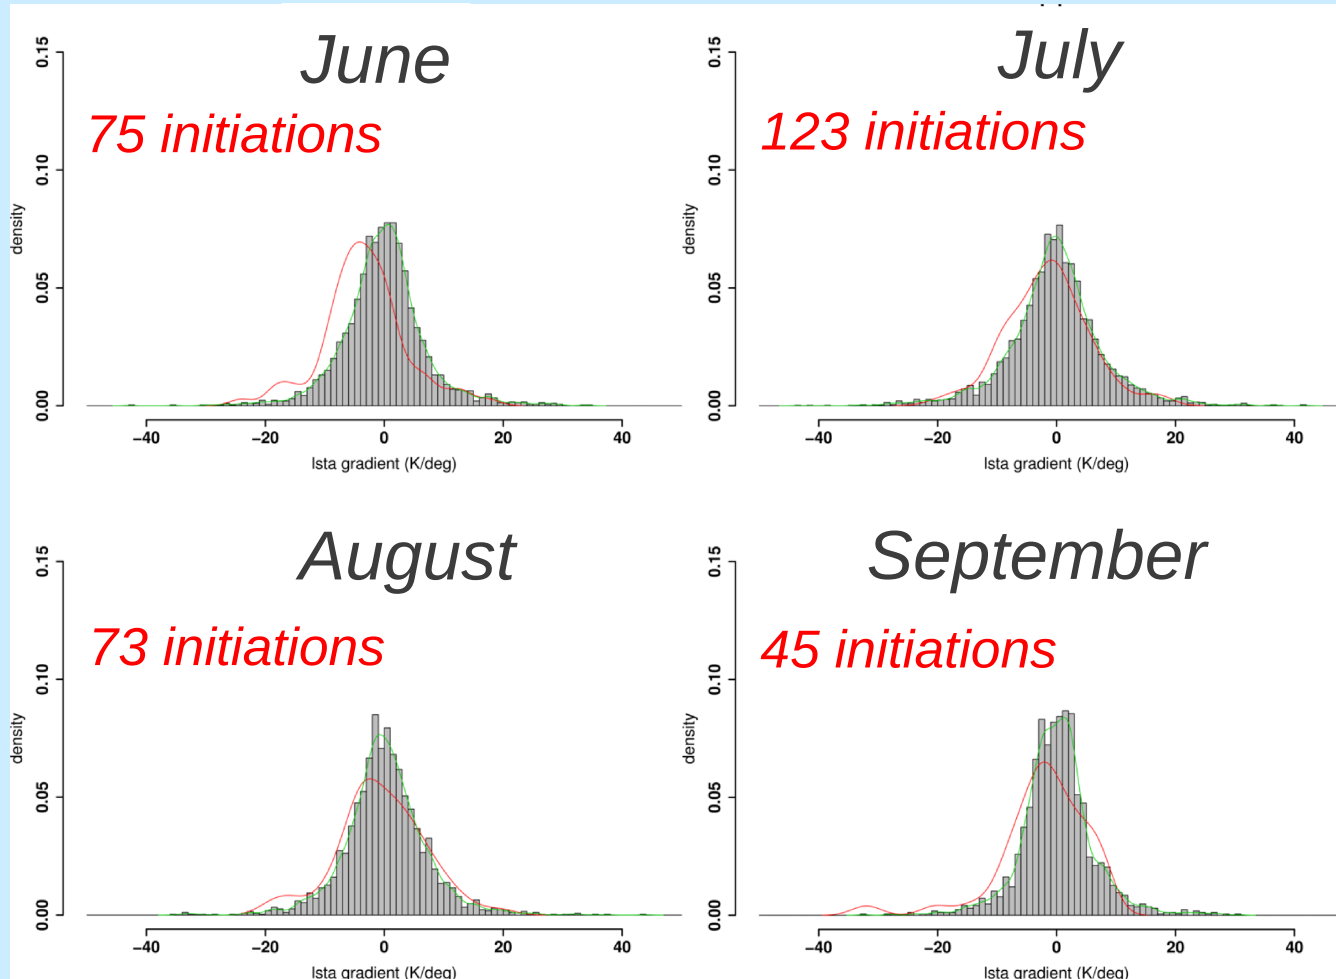 June
75 initiations
0.15
0.10
0.05
0.00
density
−40 −20 0 20 40
lsta gradient (K/deg)
July
123 initiations
0.15
0.10
0.05
0.00
density
−40 −20 0 20 40
lsta gradient (K/deg)
August
73 initiations
0.15
0.10
0.05
0.00
density
−40 −20 0 20 40
lsta gradient (K/deg)
September
45 initiations
0.15
0.10
0.05
0.00
density
−40 −20 0 20 40
lsta gradient (K/deg)